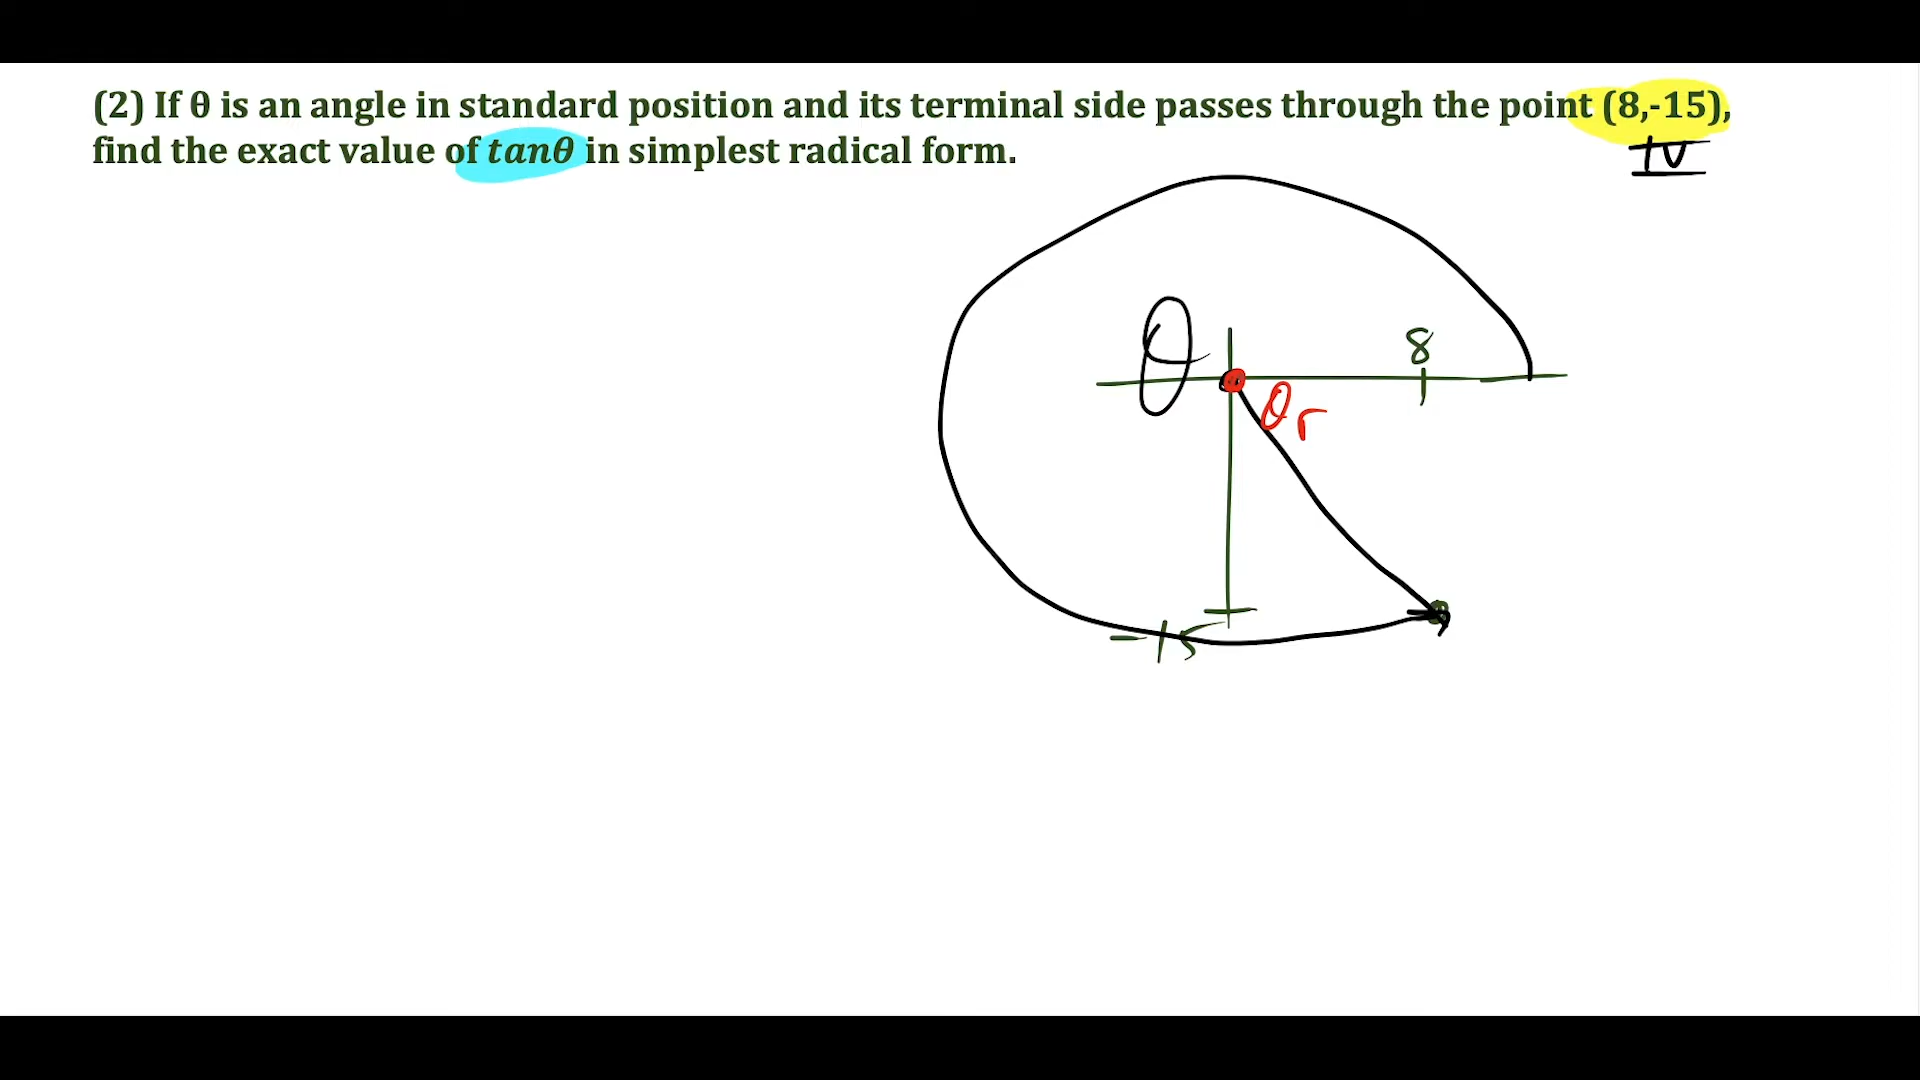 (2) If θ is an angle in standard position and its terminal side passes through the point (8,-15),
find the exact value of tanθ in simplest radical form.
IV
8
θ
θr
-15